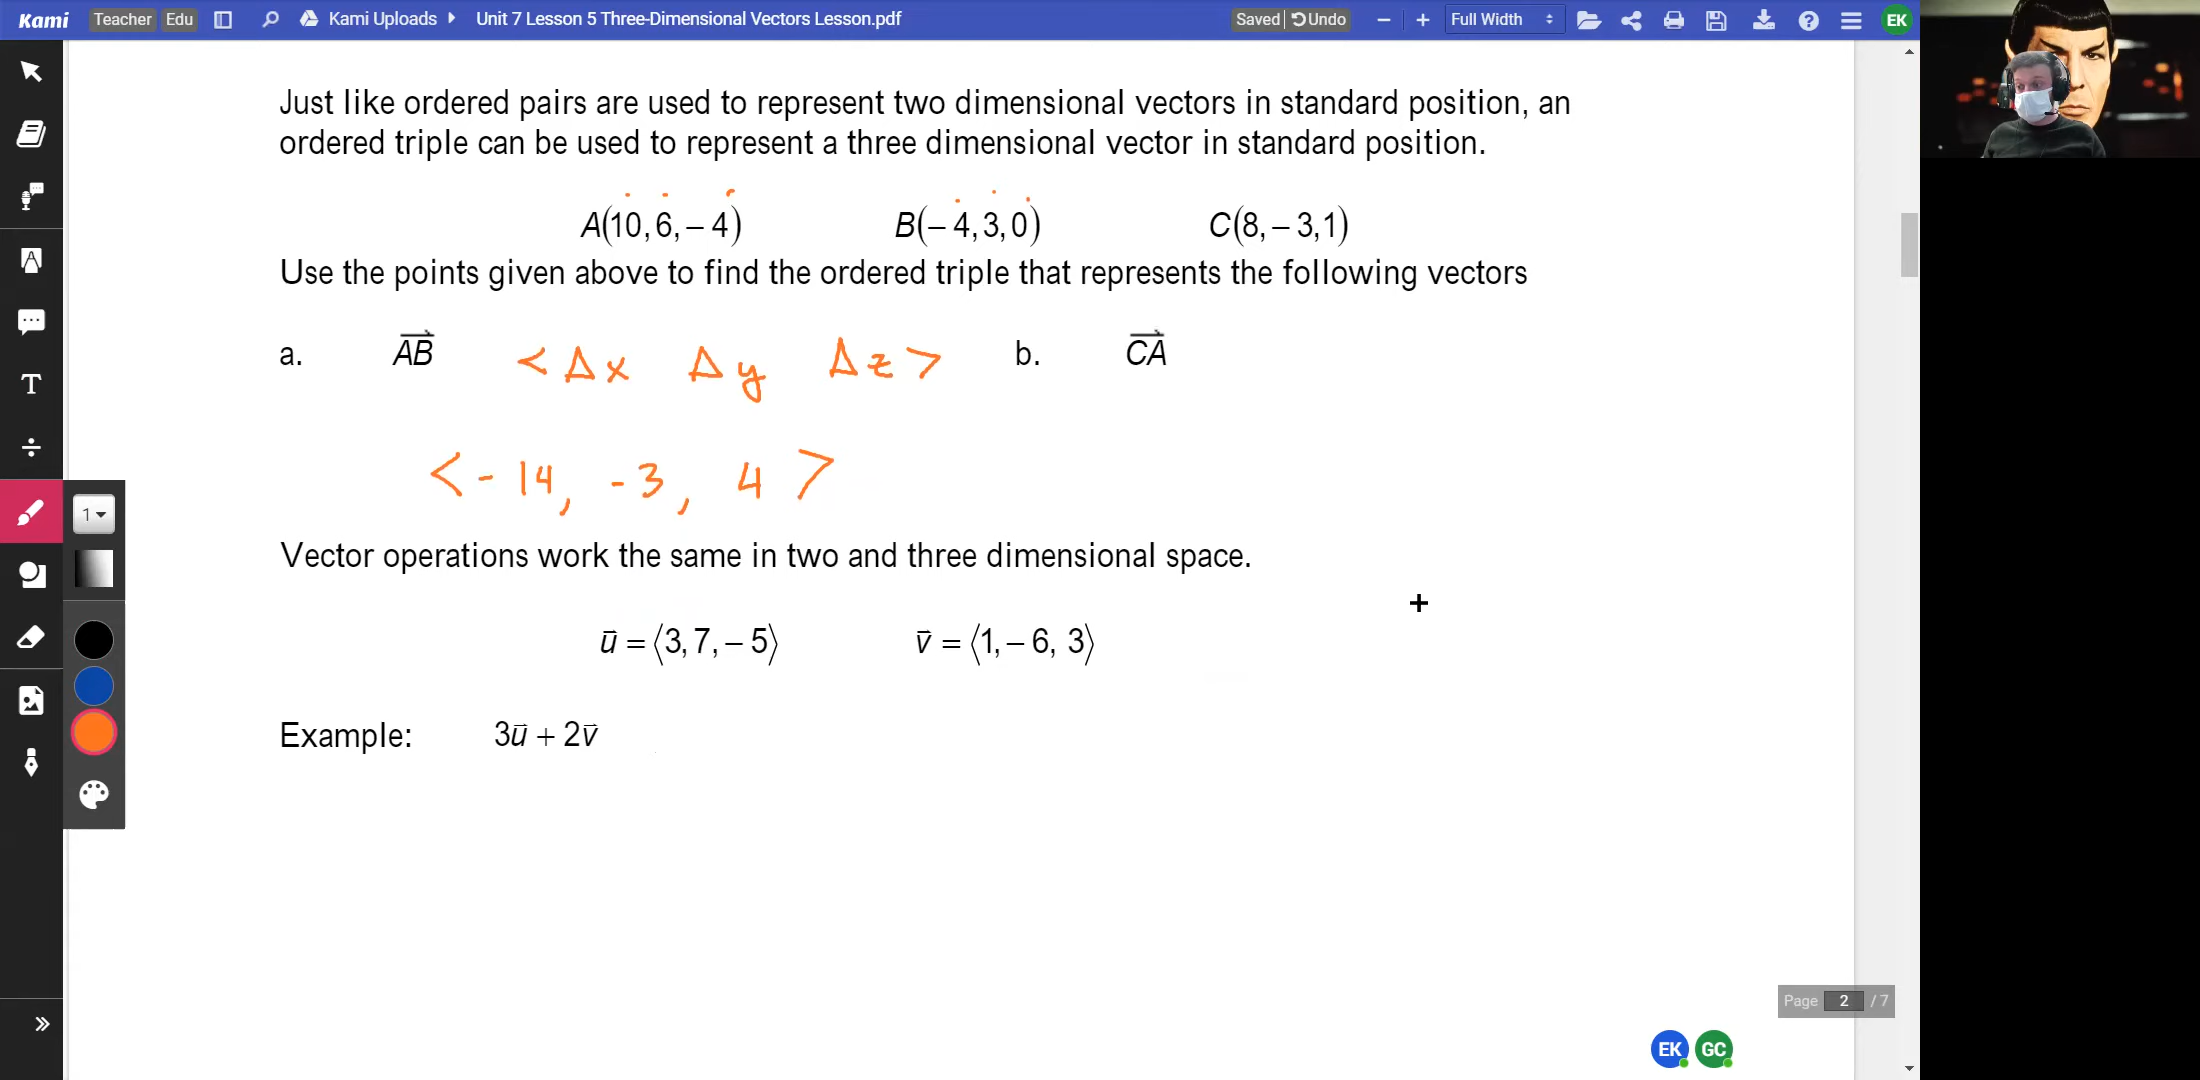 Kami Teacher Edu Kami Uploads Unit 7 Lesson 5 Three-Dimensional Vectors Lesson.pdf Saved Undo − + Full Width EK
Just like ordered pairs are used to represent two dimensional vectors in standard position, an
ordered triple can be used to represent a three dimensional vector in standard position.
A(10, 6, – 4) B(– 4, 3, 0) C(8, – 3, 1)
Use the points given above to find the ordered triple that represents the following vectors
a. AB⃗ < Δx Δy Δz > b. CA⃗
< - 14, - 3, 4 >
1
Vector operations work the same in two and three dimensional space.
u⃗ = ⟨3, 7, – 5⟩ v⃗ = ⟨1, – 6, 3⟩
Example: 3u⃗ + 2v⃗
Page 2 / 7
EK GC